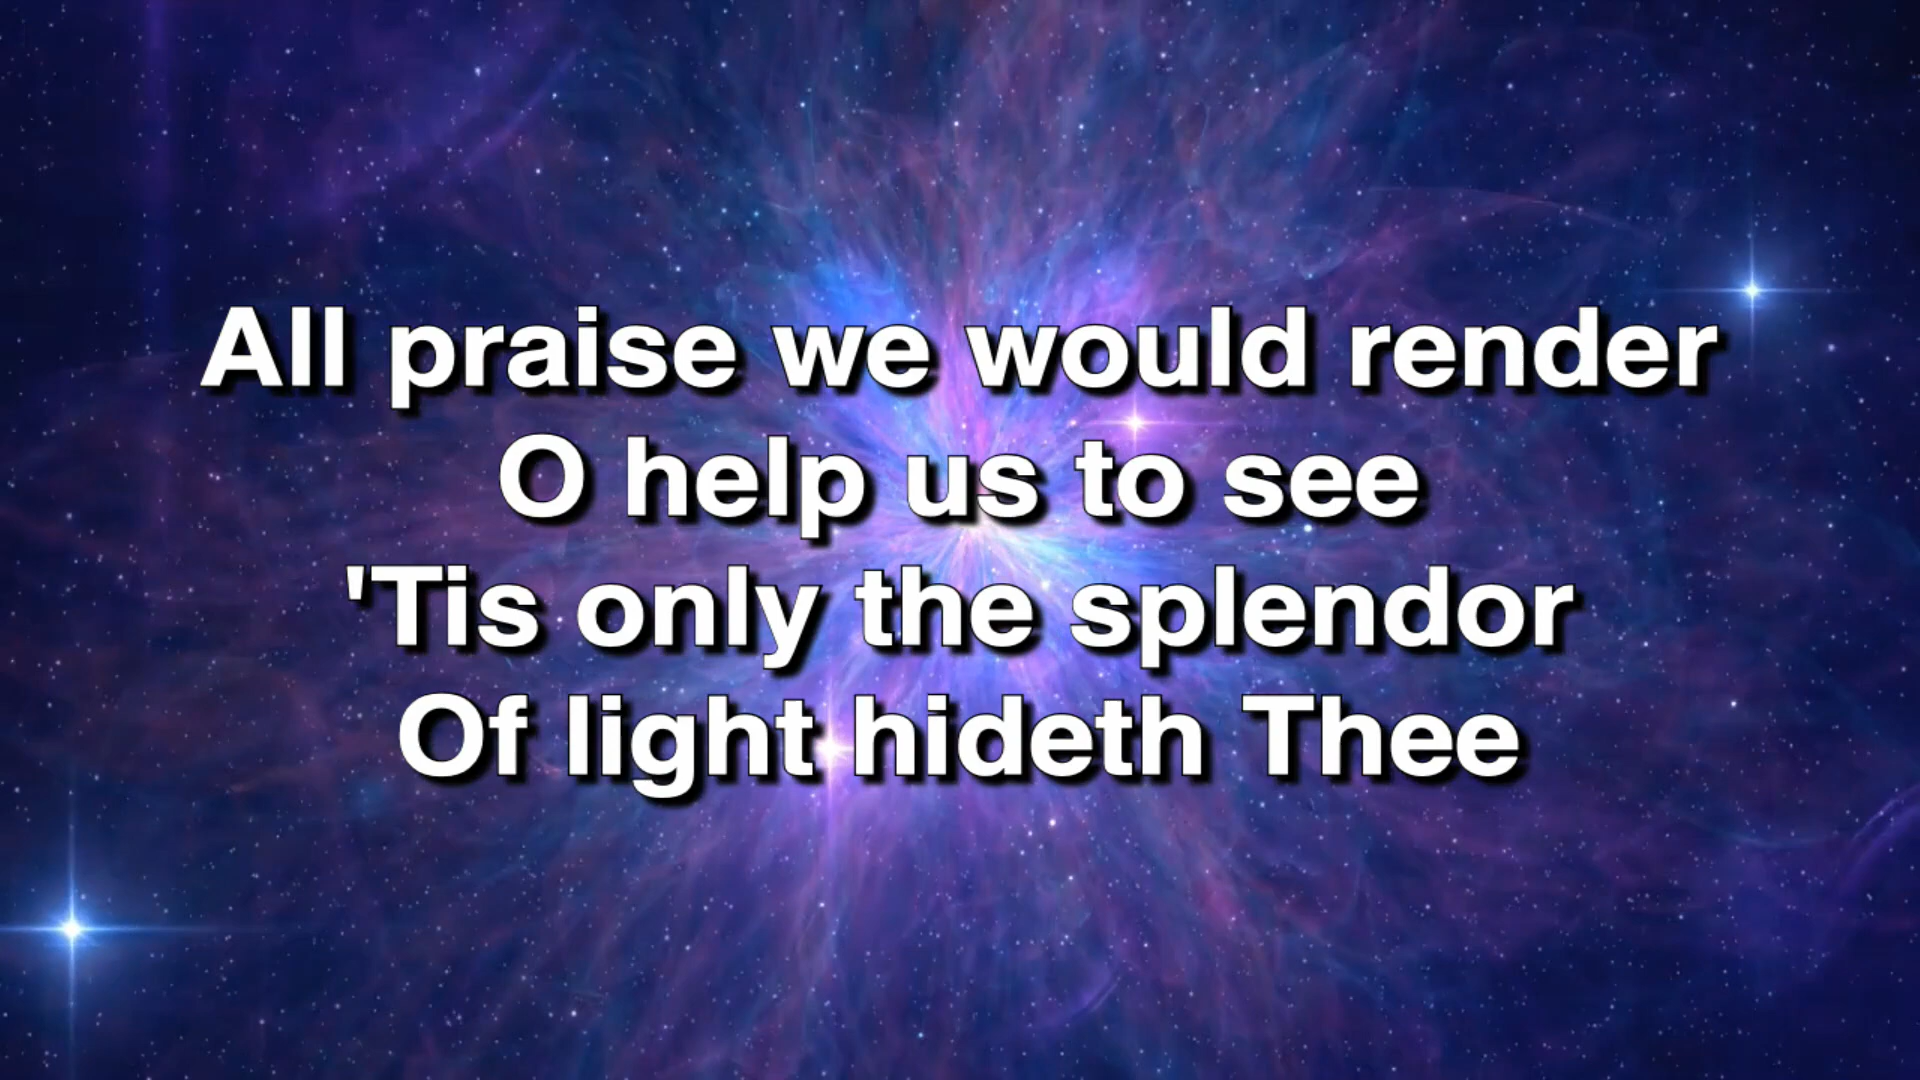 All praise we would render
O help us to see
'Tis only the splendor
Of light hideth Thee